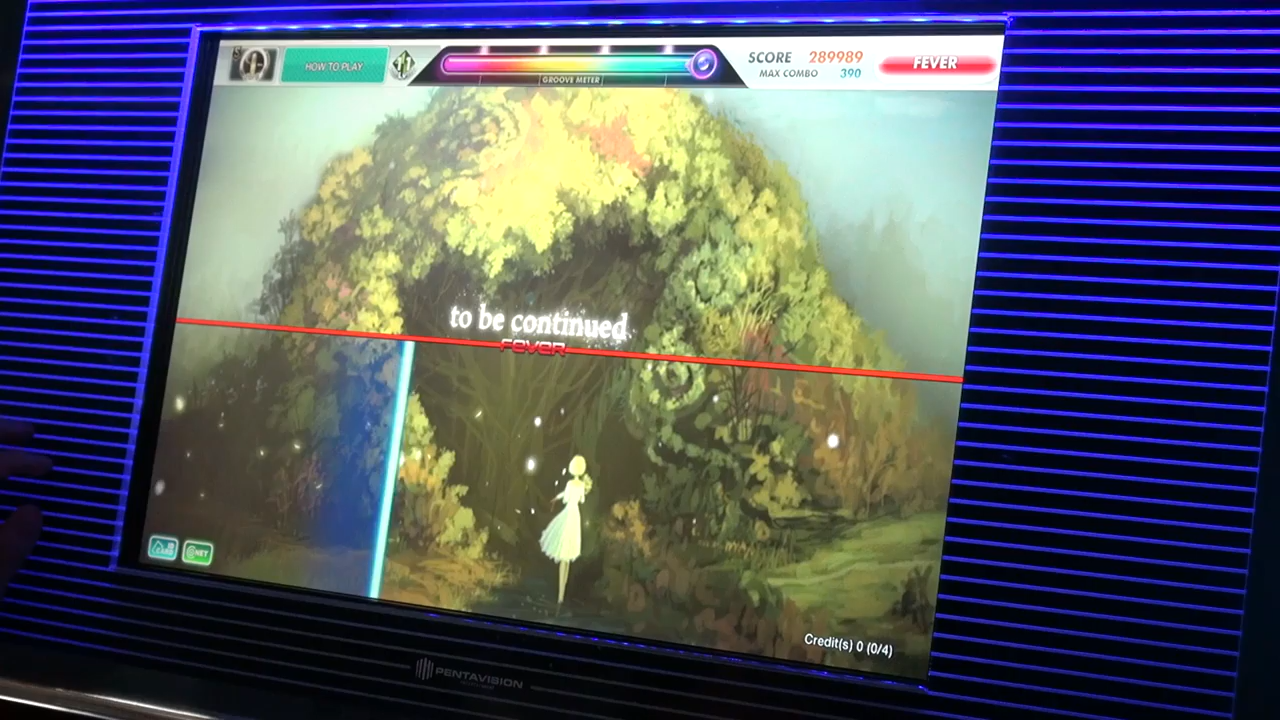 HOW TO PLAY
GROOVE METER
SCORE 289989
MAX COMBO 390
FEVER
to be continued
FEVER
CARD
NET
Credit(s) 0 (0/4)
PENTAVISION